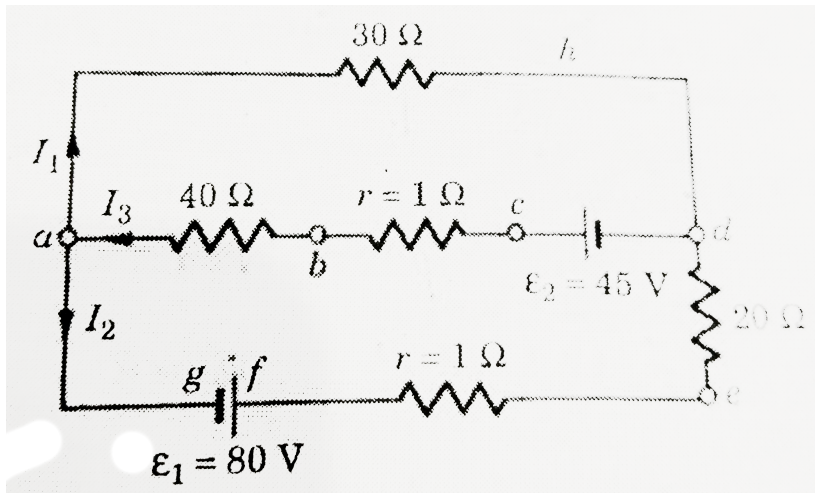 30 Ω
h
I₁
I₃
40 Ω
r = 1 Ω
c
a
b
d
ε₂ = 45 V
I₂
20 Ω
g
f
r = 1 Ω
e
ε₁ = 80 V